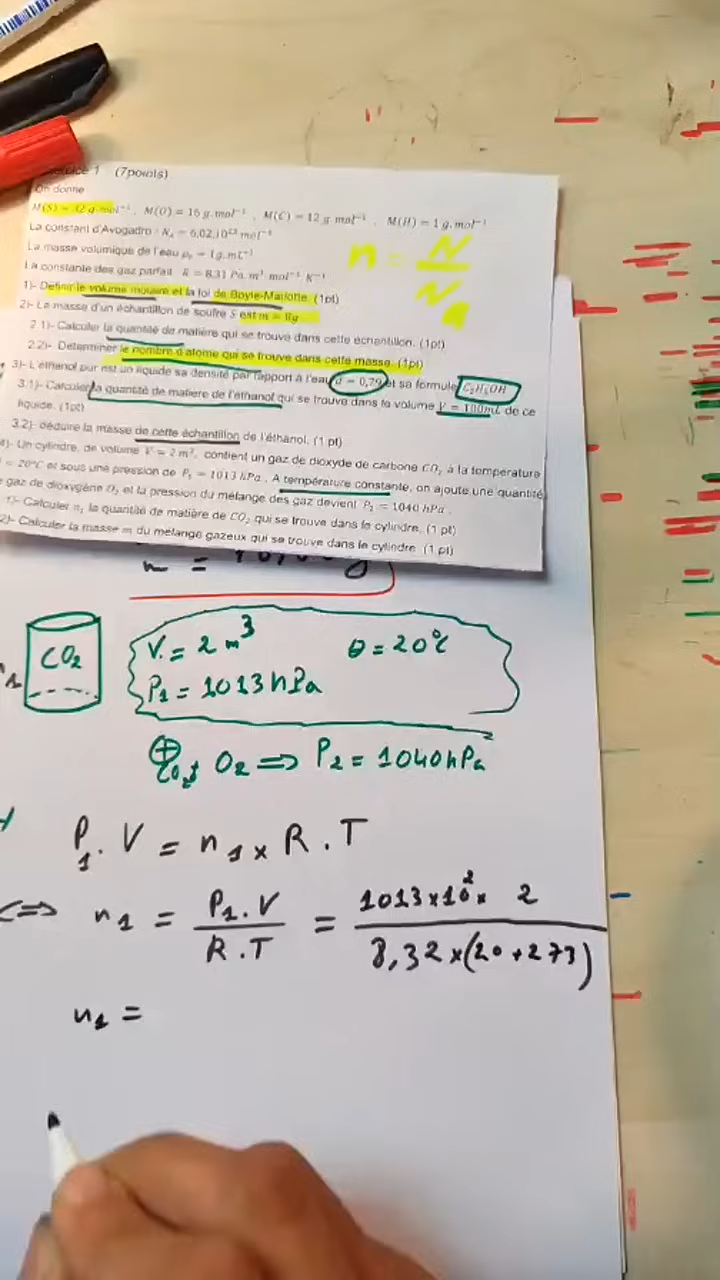 ercice 1 (7points)
On donne
M(S) = 32 g.mol⁻¹ , M(O) = 16 g.mol⁻¹ , M(C) = 12 g.mol⁻¹ , M(H) = 1 g.mol⁻¹
La constant d'Avogadro : N_A = 6,02.10²³ mol⁻¹
La masse volumique de l'eau ρₑ = 1g.mL⁻¹
La constante des gaz parfait R = 8,31 Pa.m³.mol⁻¹.K⁻¹
n = N / Na
1)- Définir le volume molaire et la loi de Boyle-Mariotte. (1pt)
2)- La masse d'un échantillon de soufre S est m = 8g
2.1)- Calculer la quantité de matière qui se trouve dans cette échantillon. (1pt)
2.2)- Déterminer le nombre d'atome qui se trouve dans cette masse. (1pt)
3)- L'éthanol pur est un liquide sa densité par rapport à l'eau d = 0,79 et sa formule C₂H₅OH
3.1)- Calculer la quantité de matière de l'éthanol qui se trouve dans le volume V = 100mL de ce
liquide. (1pt)
3.2)- déduire la masse de cette échantillon de l'éthanol. (1 pt)
4)- Un cylindre, de volume V = 2 m³, contient un gaz de dioxyde de carbone CO₂ à la température
= 20°C et sous une pression de P₁ = 1013 hPa . A température constante, on ajoute une quantité
gaz de dioxygène O₂ et la pression du mélange des gaz devient P₂ = 1040 hPa .
1)- Calculer n₁ la quantité de matière de CO₂ qui se trouve dans le cylindre. (1 pt)
2)- Calculer la masse m du mélange gazeux qui se trouve dans le cylindre. (1 pt)
CO₂ V = 2 m³ θ = 20°C
P₁ = 1013 hPa
⊕ CO₂ + O₂ ⟹ P₂ = 1040 hPa
P₁ . V = n₁ × R . T
⟺ n₁ = P₁ . V / R . T = 1013×10² × 2 / 8,32 × (20 + 273)
n₁ =